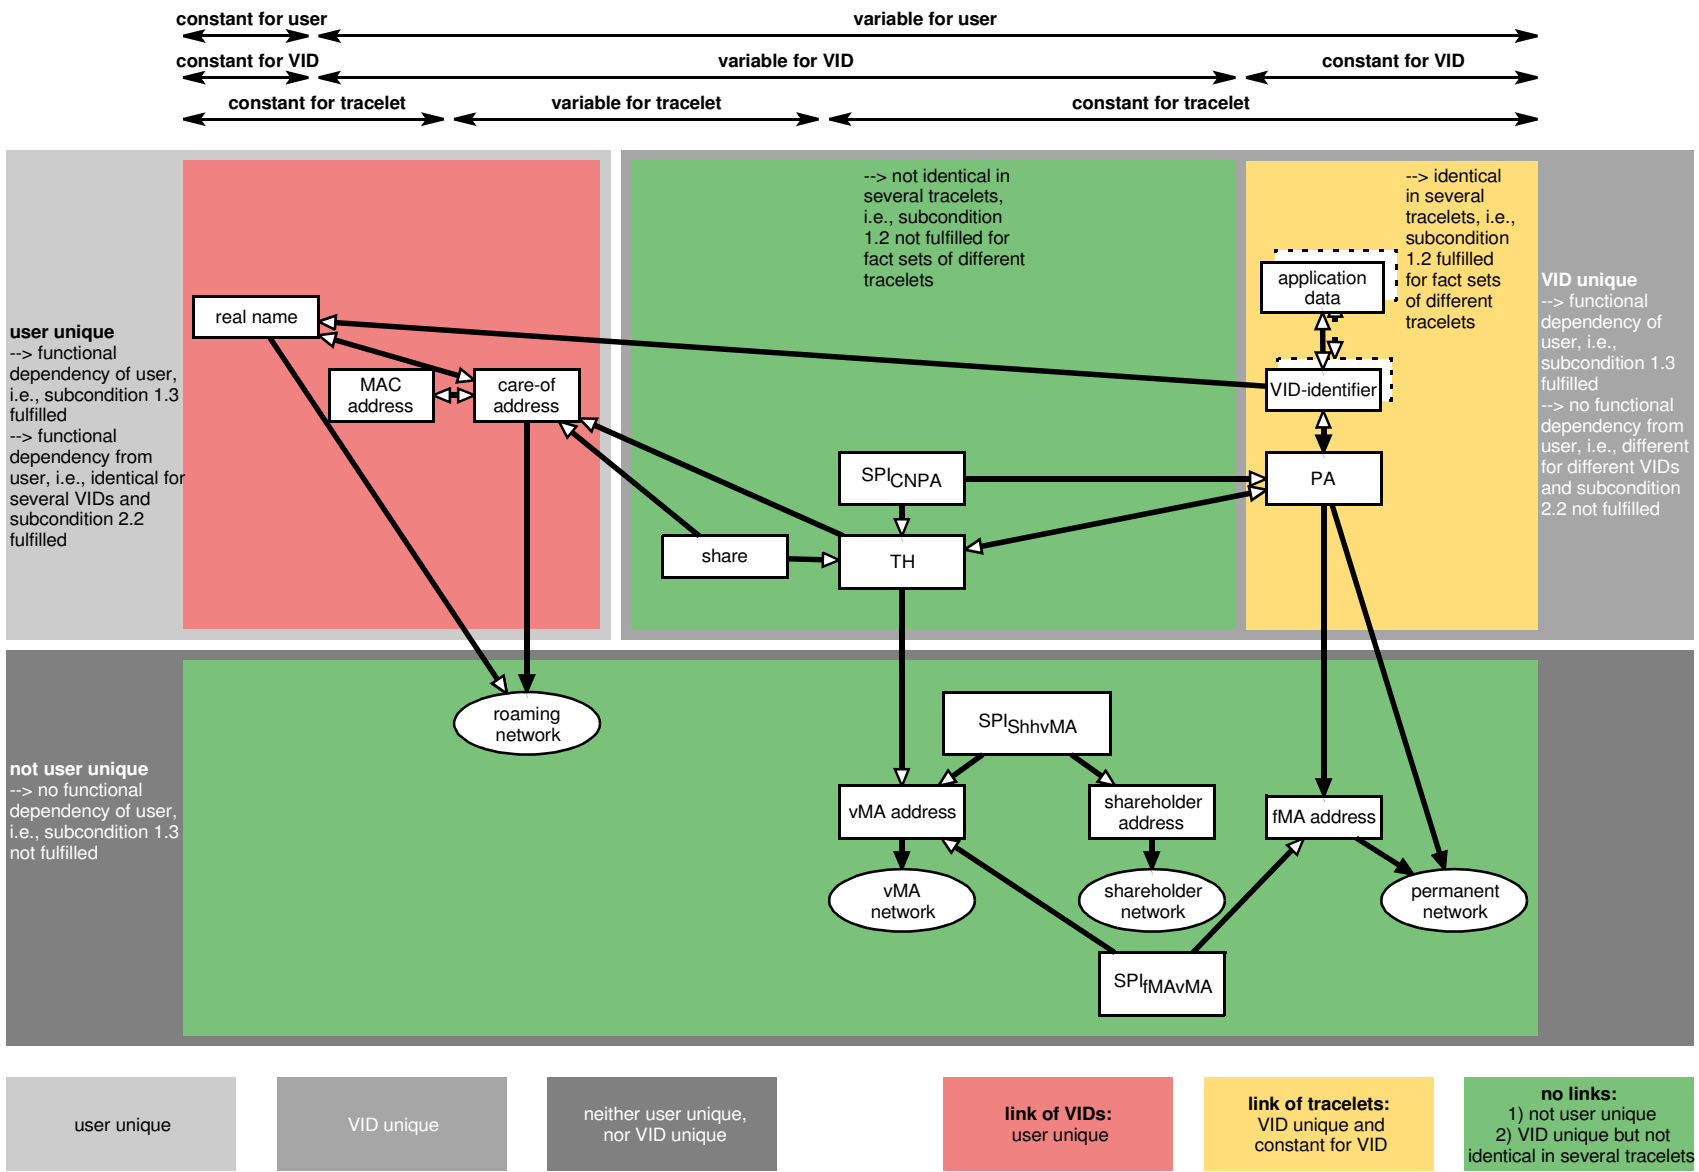 constant for user
variable for user
constant for VID
variable for VID
constant for VID
constant for tracelet
variable for tracelet
constant for tracelet
user unique
--> functional
dependency of user,
i.e., subcondition 1.3
fulfilled
--> functional
dependency from
user, i.e., identical for
several VIDs and
subcondition 2.2
fulfilled
real name
MAC
address
care-of
address
--> not identical in
several tracelets,
i.e., subcondition
1.2 not fulfilled for
fact sets of different
tracelets
SPICNPA
share
TH
--> identical
in several
tracelets, i.e.,
subcondition
1.2 fulfilled
for fact sets
of different
tracelets
application
data
VID-identifier
PA
VID unique
--> functional
dependency of
user, i.e.,
subcondition 1.3
fulfilled
--> no functional
dependency from
user, i.e., different
for different VIDs
and subcondition
2.2 not fulfilled
not user unique
--> no functional
dependency of user,
i.e., subcondition 1.3
not fulfilled
roaming
network
SPIShhvMA
vMA address
shareholder
address
fMA address
vMA
network
shareholder
network
permanent
network
SPIfMAvMA
user unique
VID unique
neither user unique,
nor VID unique
link of VIDs:
user unique
link of tracelets:
VID unique and
constant for VID
no links:
1) not user unique
2) VID unique but not
identical in several tracelets